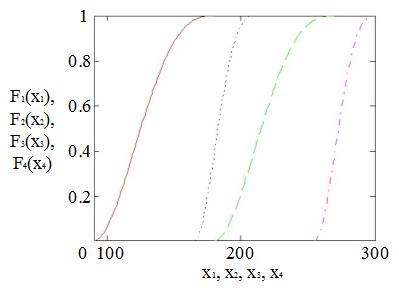 1
0.8
F1(x1),
F2(x2),
0.6
F3(x3),
0.4
F4(x4)
0.2
0 100 200 300
x1, x2, x3, x4